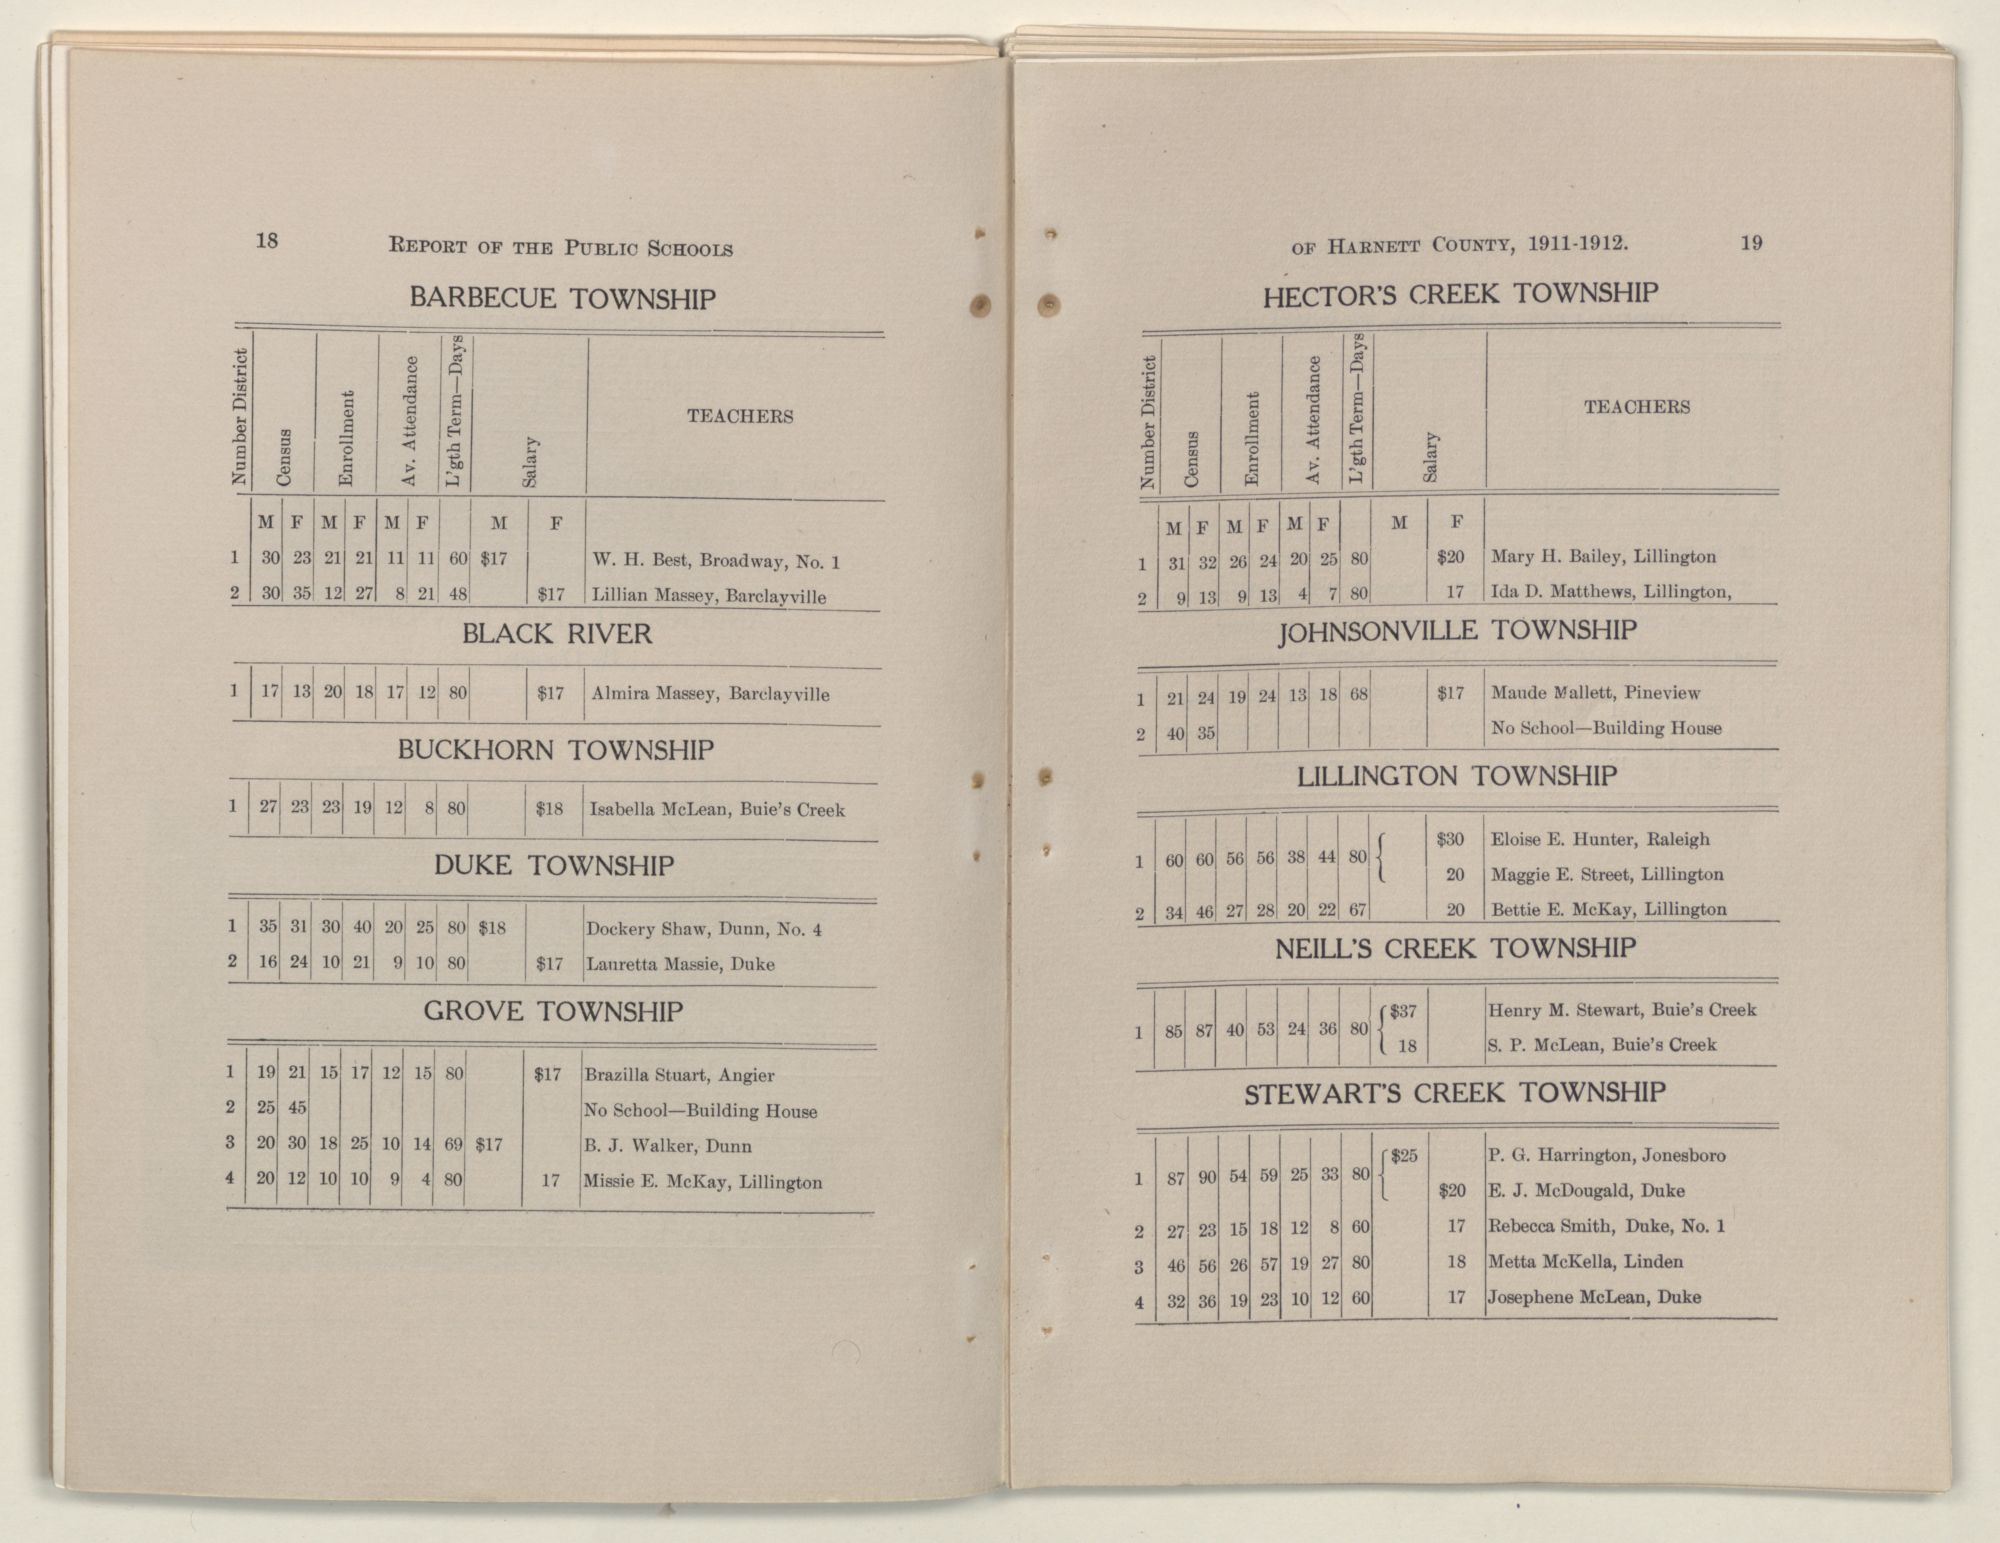 18 REPORT OF THE PUBLIC SCHOOLS
BARBECUE TOWNSHIP
Number District Census Enrollment Av. Attendance L'gth Term—Days Salary TEACHERS
M F M F M F M F
1 30 23 21 21 11 11 60 $17 W. H. Best, Broadway, No. 1
2 30 35 12 27 8 21 48 $17 Lillian Massey, Barclayville
BLACK RIVER
1 17 13 20 18 17 12 80 $17 Almira Massey, Barclayville
BUCKHORN TOWNSHIP
1 27 23 23 19 12 8 80 $18 Isabella McLean, Buie's Creek
DUKE TOWNSHIP
1 35 31 30 40 20 25 80 $18 Dockery Shaw, Dunn, No. 4
2 16 24 10 21 9 10 80 $17 Lauretta Massie, Duke
GROVE TOWNSHIP
1 19 21 15 17 12 15 80 $17 Brazilla Stuart, Angier
2 25 45 No School—Building House
3 20 30 18 25 10 14 69 $17 B. J. Walker, Dunn
4 20 12 10 10 9 4 80 17 Missie E. McKay, Lillington
OF HARNETT COUNTY, 1911-1912. 19
HECTOR'S CREEK TOWNSHIP
Number District Census Enrollment Av. Attendance L'gth Term—Days Salary TEACHERS
M F M F M F M F
1 31 32 26 24 20 25 80 $20 Mary H. Bailey, Lillington
2 9 13 9 13 4 7 80 17 Ida D. Matthews, Lillington,
JOHNSONVILLE TOWNSHIP
1 21 24 19 24 13 18 68 $17 Maude Mallett, Pineview
2 40 35 No School—Building House
LILLINGTON TOWNSHIP
$30 Eloise E. Hunter, Raleigh
1 60 60 56 56 38 44 80 {
20 Maggie E. Street, Lillington
2 34 46 27 28 20 22 67 20 Bettie E. McKay, Lillington
NEILL'S CREEK TOWNSHIP
$37 Henry M. Stewart, Buie's Creek
1 85 87 40 53 24 36 80 {
18 S. P. McLean, Buie's Creek
STEWART'S CREEK TOWNSHIP
$25 P. G. Harrington, Jonesboro
1 87 90 54 59 25 33 80 {
$20 E. J. McDougald, Duke
2 27 23 15 18 12 8 60 17 Rebecca Smith, Duke, No. 1
3 46 56 26 57 19 27 80 18 Metta McKella, Linden
4 32 36 19 23 10 12 60 17 Josephene McLean, Duke